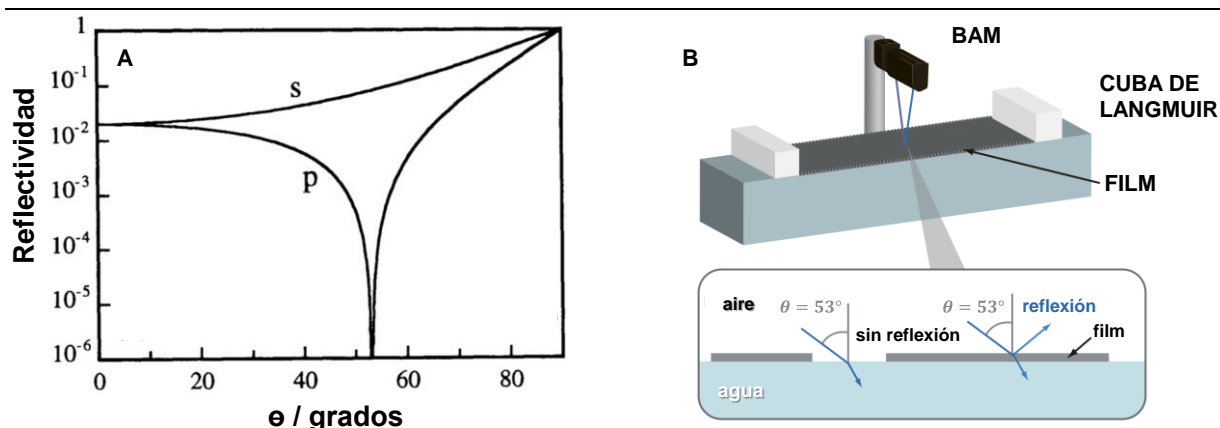 A
Reflectividad
1
10⁻¹
10⁻²
10⁻³
10⁻⁴
10⁻⁵
10⁻⁶
s
p
0
20
40
60
80
ɵ / grados
B
BAM
CUBA DE
LANGMUIR
FILM
aire
θ = 53°
sin reflexión
θ = 53°
reflexión
film
agua